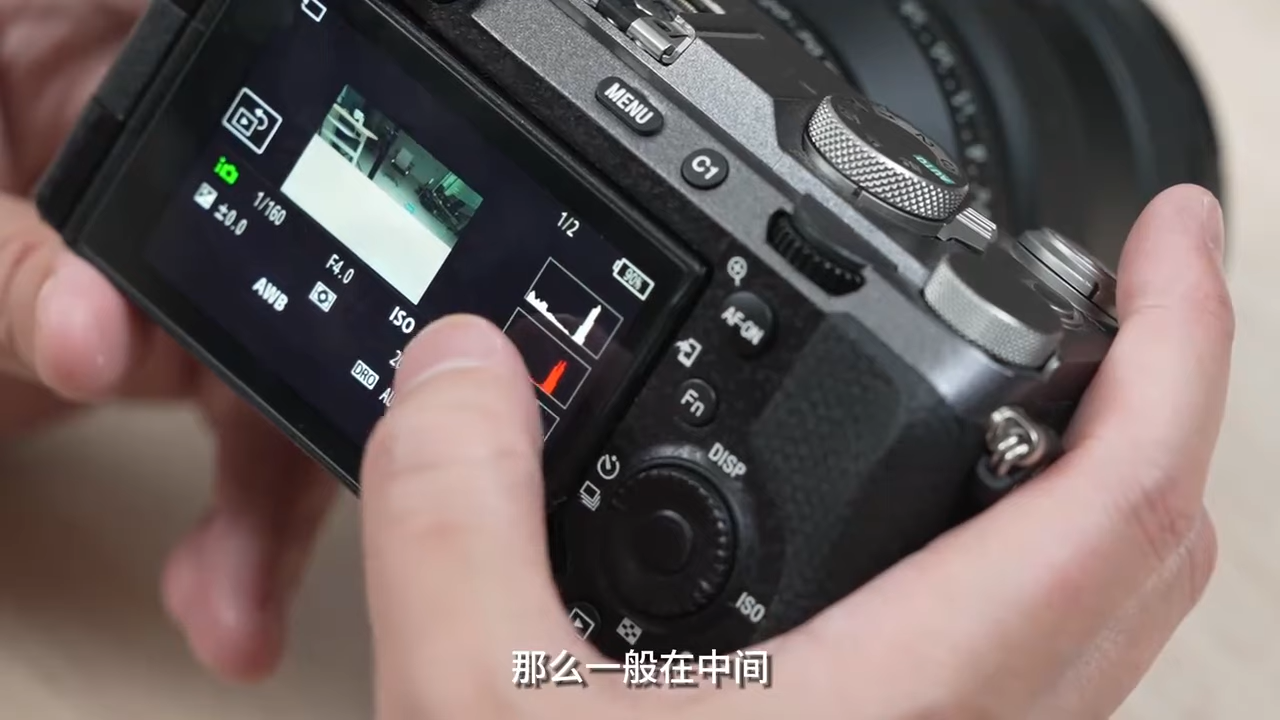 MENU
C1
AUTO
1/160
±0.0
F4.0
AWB
ISO
DRO
1/2
90%
AF-ON
Fn
DISP
ISO
那么一般在中间